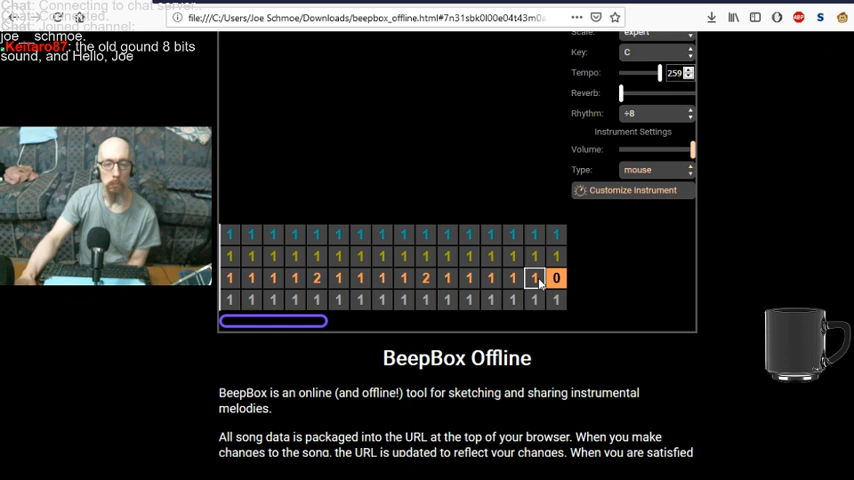 Chat: Connecting to chat server..
Chat: Connected.
Chat: Joined channel:
joe__schmoe.
Keitaro87: the old gound 8 bits
sound, and Hello, Joe
file:///C:/Users/Joe Schmoe/Downloads/beepbox_offline.html#7n31sbk0l00e04t43m0
Scale: expert
Key: C
Tempo: 259
Reverb:
Rhythm: ÷8
Instrument Settings
Volume:
Type: mouse
Customize Instrument
1 1 1 1 1 1 1 1 1 1 1 1 1 1 1 1
1 1 1 1 1 1 1 1 1 1 1 1 1 1 1 1
1 1 1 1 2 1 1 1 1 2 1 1 1 1 1 0
1 1 1 1 1 1 1 1 1 1 1 1 1 1 1 1
BeepBox Offline
BeepBox is an online (and offline!) tool for sketching and sharing instrumental
melodies.
All song data is packaged into the URL at the top of your browser. When you make
changes to the song, the URL is updated to reflect your changes. When you are satisfied